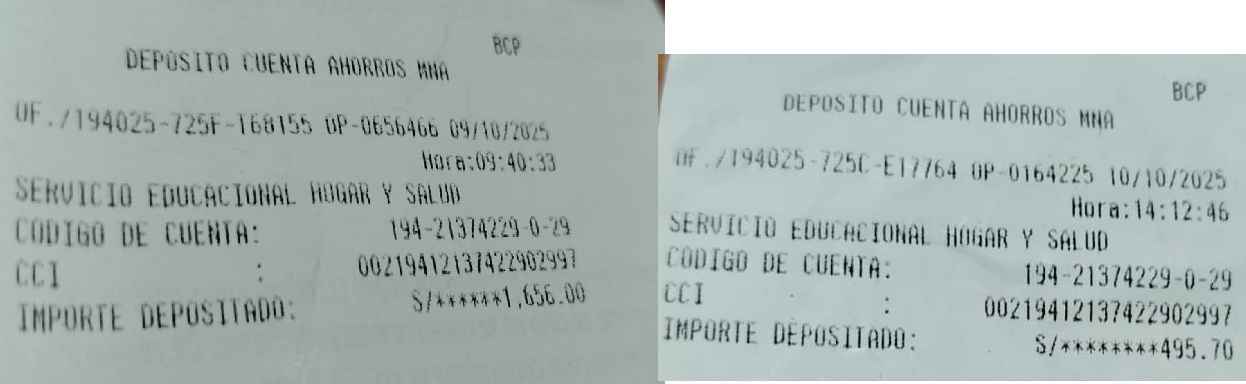 BCP
DEPOSITO CUENTA AHORROS MNA
OF./194025-725F-T68155 OP-0656466 09/10/2025
Hora:09:40:33
SERVICIO EDUCACIONAL HOGAR Y SALUD
CODIGO DE CUENTA: 194-21374229-0-29
CCI : 00219412137422902997
IMPORTE DEPOSITADO: S/******1,656.00
BCP
DEPOSITO CUENTA AHORROS MNA
OF./194025-725C-E17764 OP-0164225 10/10/2025
Hora:14:12:46
SERVICIO EDUCACIONAL HOGAR Y SALUD
CODIGO DE CUENTA: 194-21374229-0-29
CCI : 00219412137422902997
IMPORTE DEPOSITADO: S/********495.70